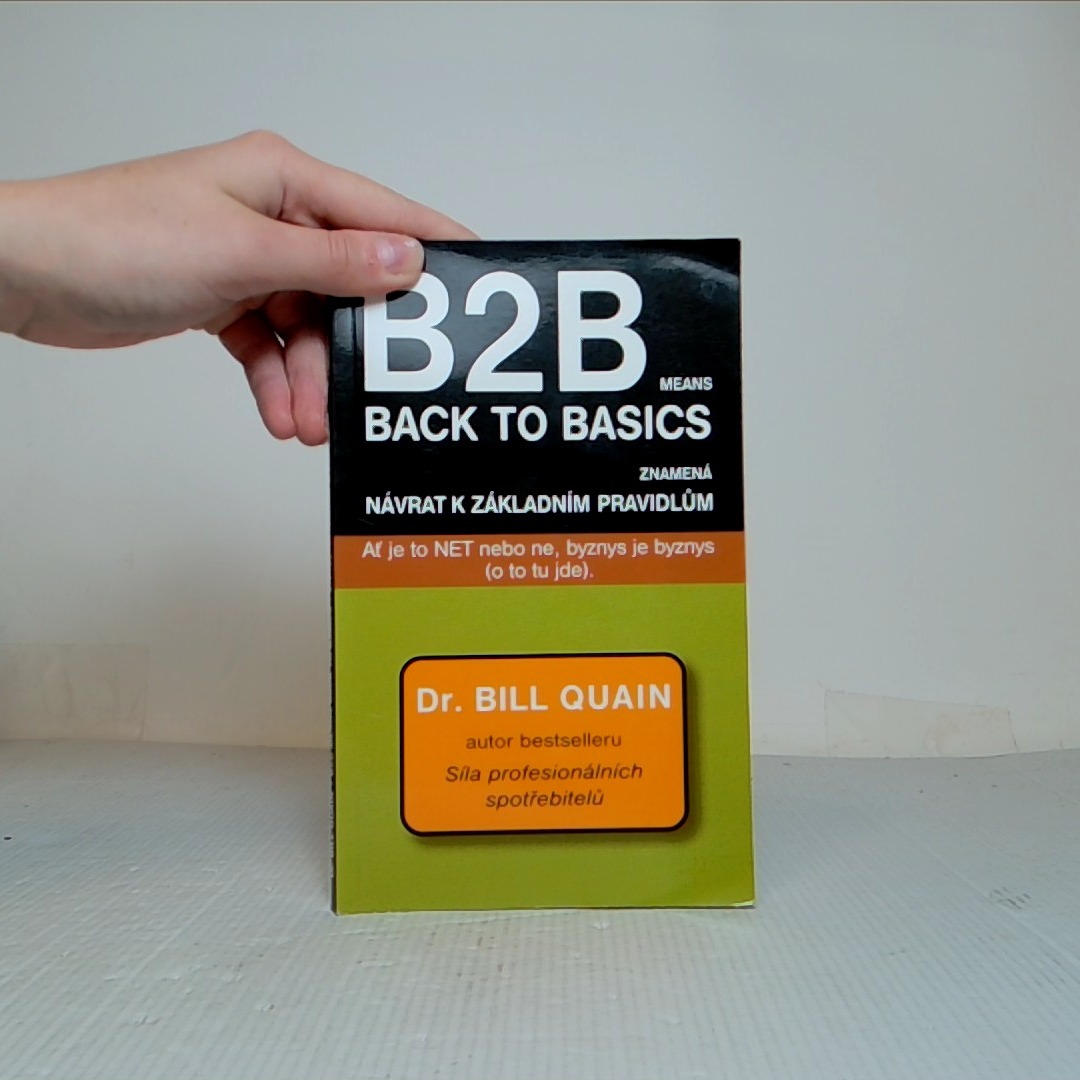 B2B MEANS
BACK TO BASICS
ZNAMENÁ
NÁVRAT K ZÁKLADNÍM PRAVIDLŮM
Ať je to NET nebo ne, byznys je byznys
(o to tu jde).
Dr. BILL QUAIN
autor bestselleru
Síla profesionálních
spotřebitelů